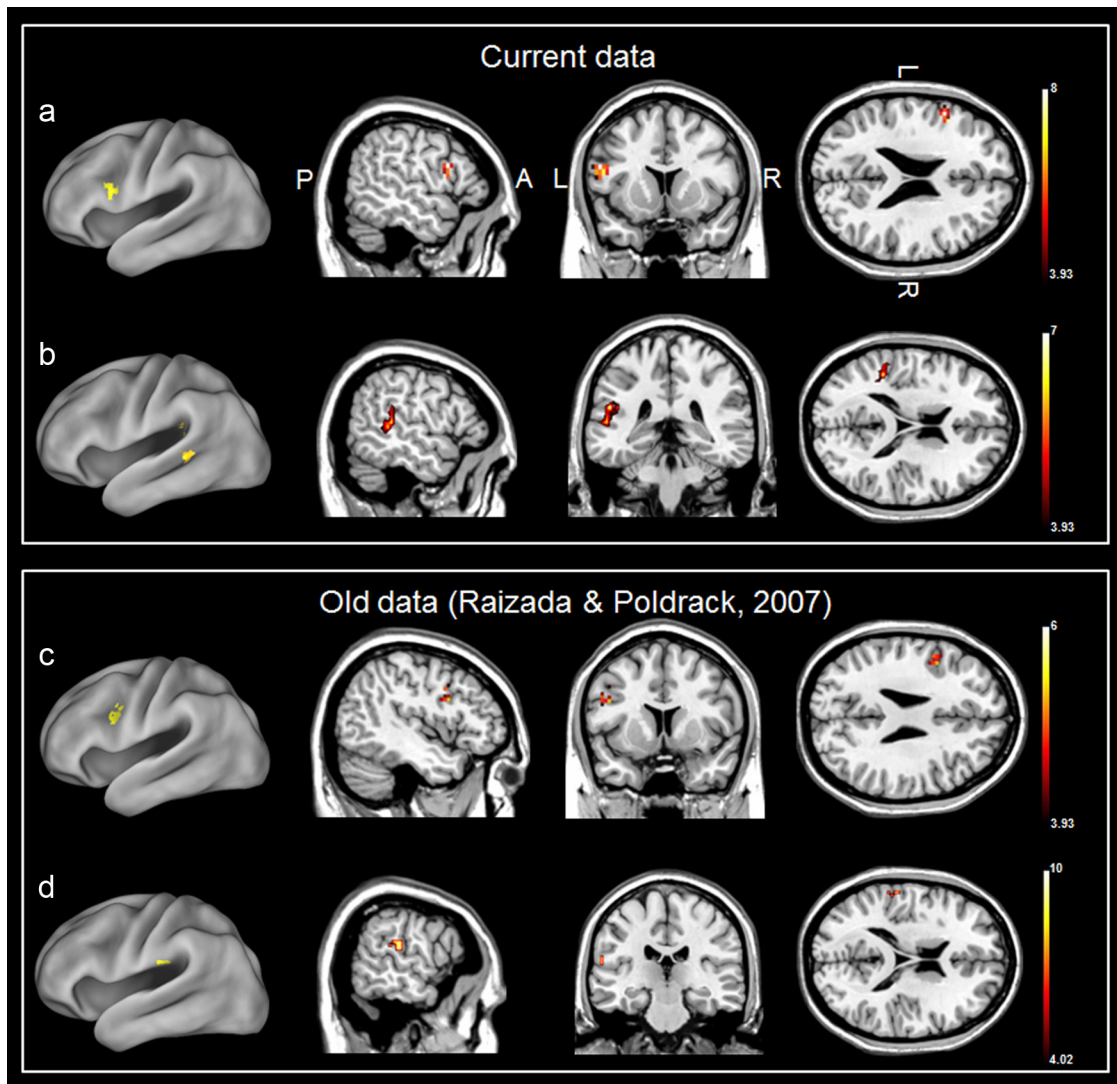 Current data
a
L
8
P
A
L
R
3.93
R
b
7
3.93
Old data (Raizada & Poldrack, 2007)
c
6
3.93
d
10
4.02